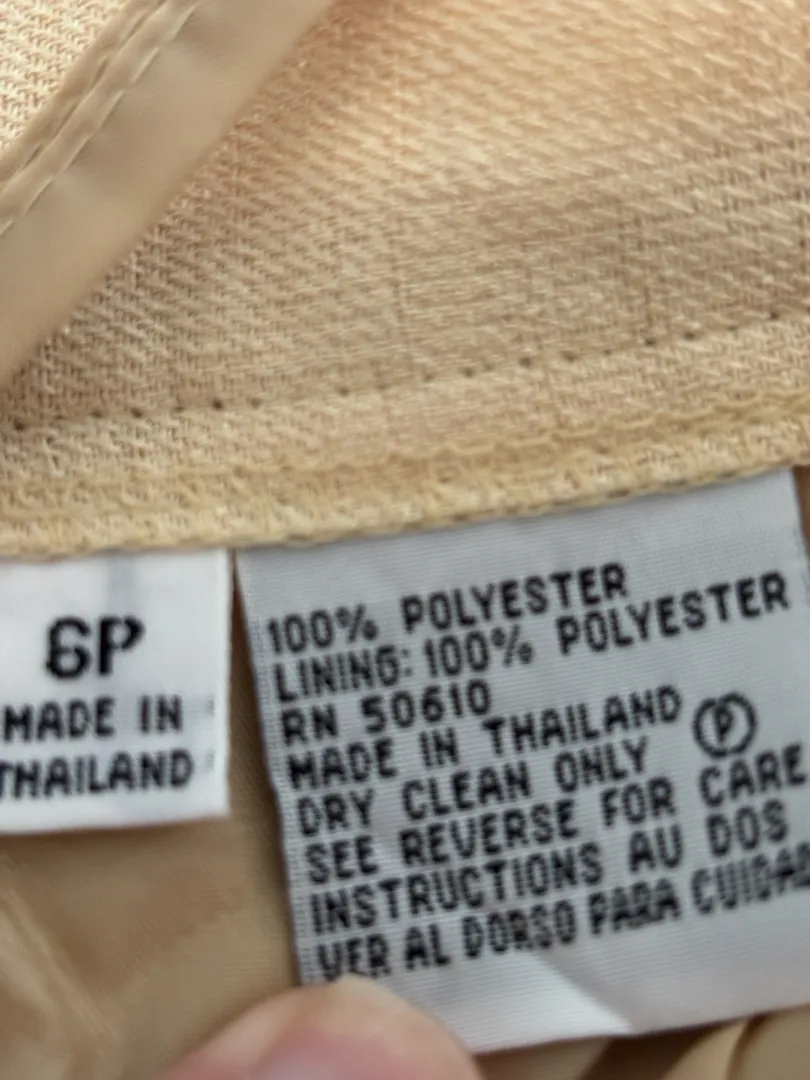 6P
MADE IN
THAILAND
100% POLYESTER
LINING: 100% POLYESTER
RN 50610
MADE IN THAILAND
DRY CLEAN ONLY Ⓟ
SEE REVERSE FOR CARE
INSTRUCTIONS AU DOS
VER AL DORSO PARA CUIDAD